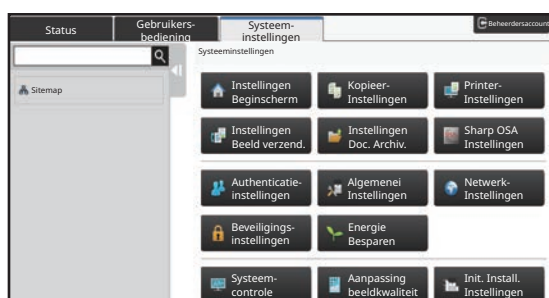 Status
Gebruikers-
bediening
Systeem-
instellingen
Beheerdersaccount
Systeeminstellingen
Sitemap
Instellingen
Beginscherm
Kopieer-
Instellingen
Printer-
Instellingen
Instellingen
Beeld verzend.
Instellingen
Doc. Archiv.
Sharp OSA
Instellingen
Authenticatie-
instellingen
Algemenei
Instellingen
Netwerk-
Instellingen
Beveiligings-
instellingen
Energie
Besparen
Systeem-
controle
Aanpassing
beeldkwaliteit
Init. Install.
Instellingen